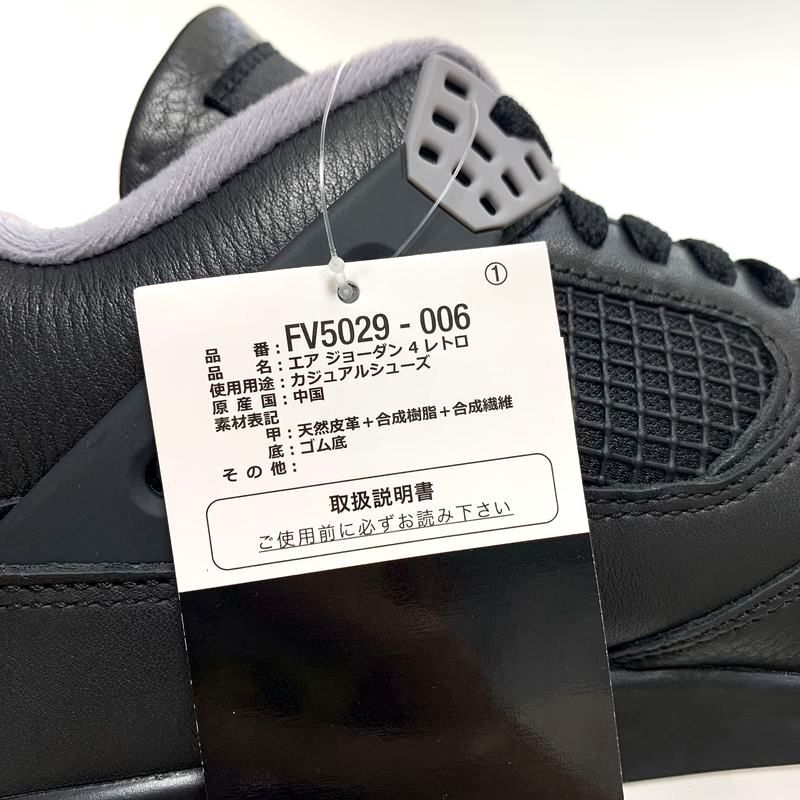 ①
品番：FV5029 - 006
品名：エア ジョーダン 4 レトロ
使用用途：カジュアルシューズ
原産国：中国
素材表記
甲：天然皮革＋合成樹脂＋合成繊維
底：ゴム底
その他：
取扱説明書
ご使用前に必ずお読み下さい